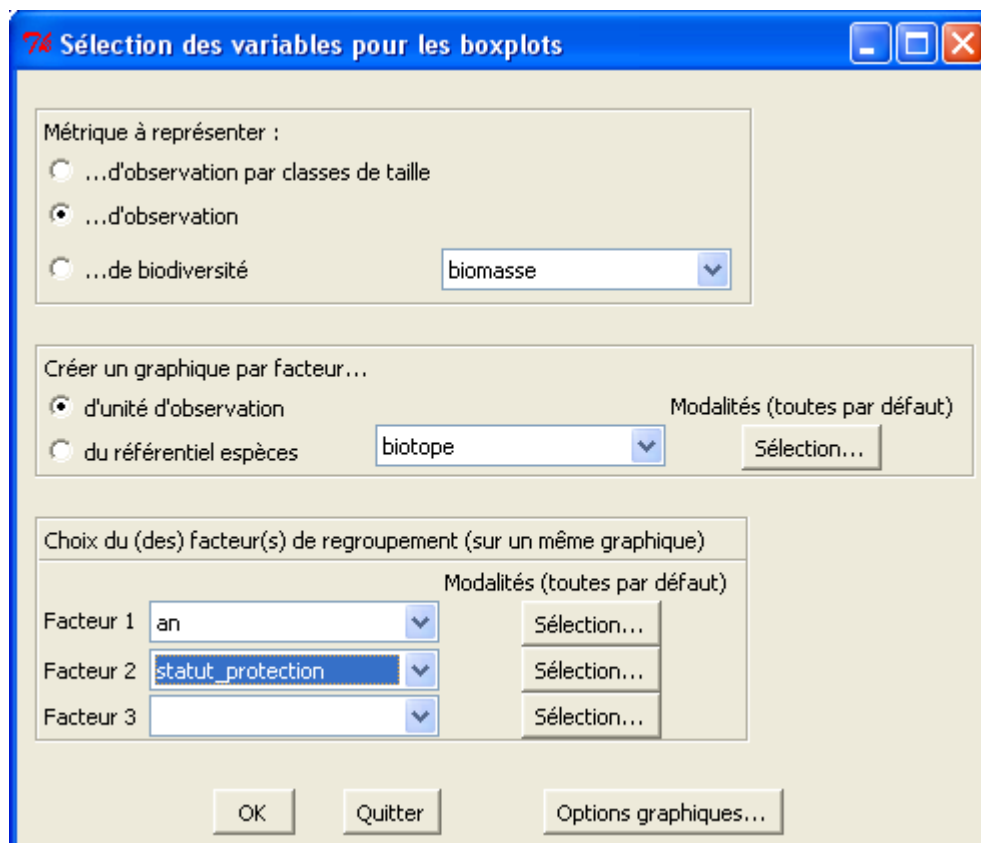 Sélection des variables pour les boxplots
Métrique à représenter :
...d'observation par classes de taille
...d'observation
...de biodiversité
biomasse
Créer un graphique par facteur...
d'unité d'observation
Modalités (toutes par défaut)
du référentiel espèces
biotope
Sélection...
Choix du (des) facteur(s) de regroupement (sur un même graphique)
Modalités (toutes par défaut)
Facteur 1 an Sélection...
Facteur 2 statut_protection Sélection...
Facteur 3 Sélection...
OK Quitter Options graphiques...